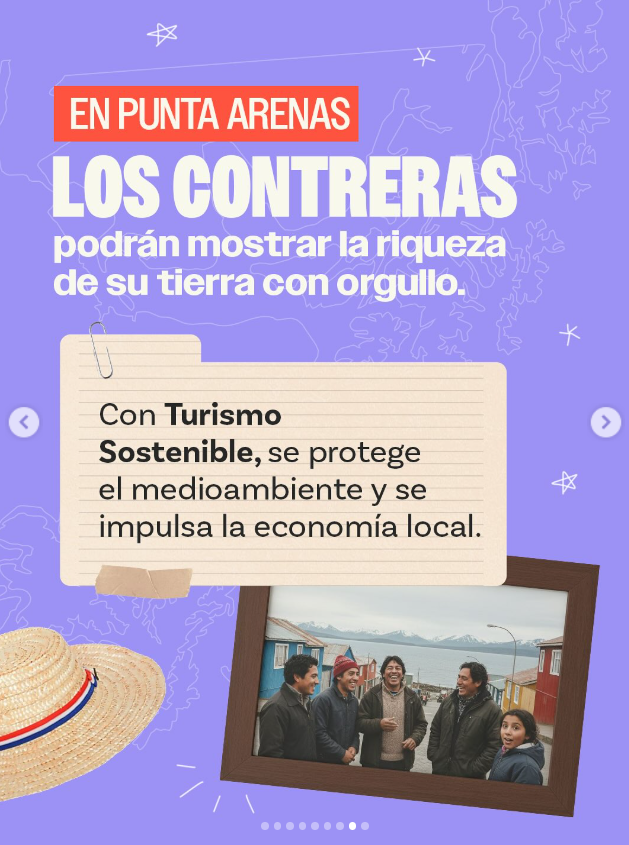 EN PUNTA ARENAS
LOS CONTRERAS
podrán mostrar la riqueza
de su tierra con orgullo.
Con Turismo
Sostenible, se protege
el medioambiente y se
impulsa la economía local.